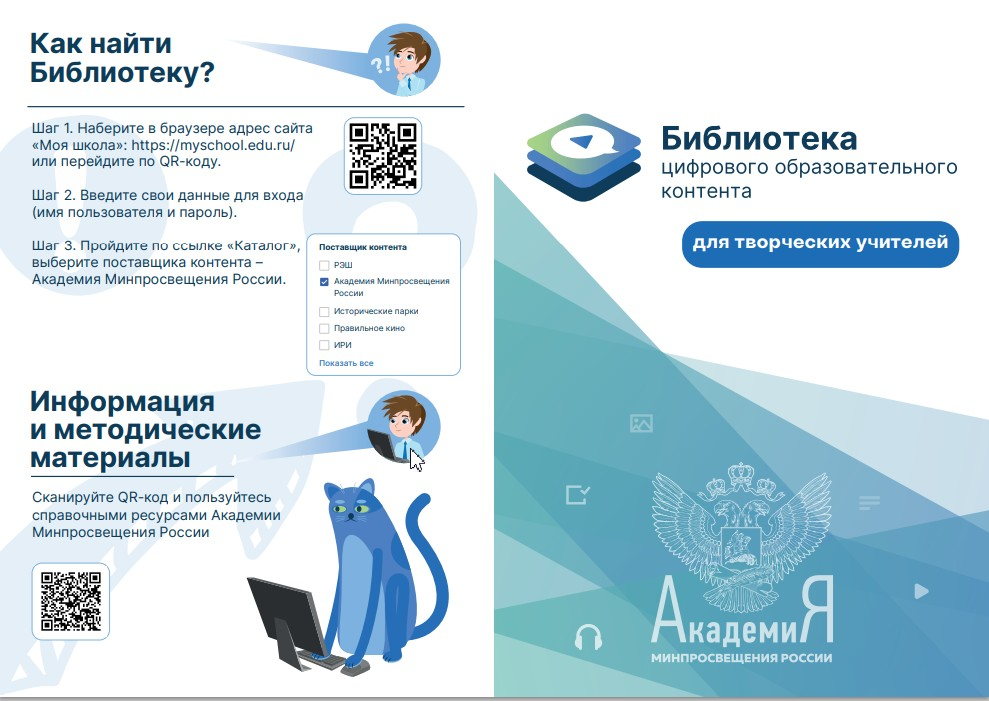 Как найти
Библиотеку?
?!
Шаг 1. Наберите в браузере адрес сайта
«Моя школа»: https://myschool.edu.ru/
или перейдите по QR-коду.
Шаг 2. Введите свои данные для входа
(имя пользователя и пароль).
Шаг 3. Пройдите по ссылке «Каталог»,
выберите поставщика контента –
Академия Минпросвещения России.
Поставщик контента
РЭШ
Академия Минпросвещения
России
Исторические парки
Правильное кино
ИРИ
Показать все
Информация
и методические
материалы
Сканируйте QR-код и пользуйтесь
справочными ресурсами Академии
Минпросвещения России
Библиотека
цифрового образовательного
контента
для творческих учителей
АкадемиЯ
МИНПРОСВЕЩЕНИЯ РОССИИ